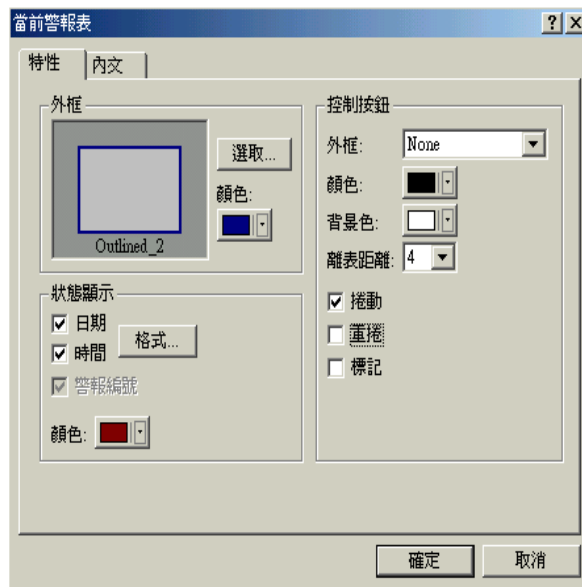 當前警報表
特性
內文
外框
Outlined_2
選取...
顏色:
狀態顯示
日期
時間
格式...
警報編號
顏色:
控制按鈕
外框: None
顏色:
背景色:
離表距離: 4
捲動
重捲
標記
確定
取消